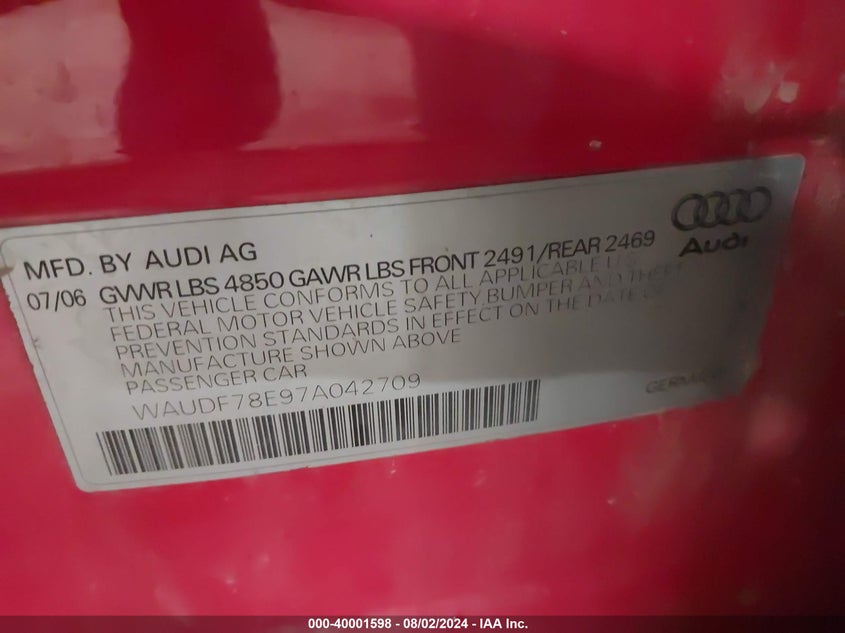 Audi
MFD. BY AUDI AG
07/06 GVWR LBS 4850 GAWR LBS FRONT 2491/REAR 2469
THIS VEHICLE CONFORMS TO ALL APPLICABLE U.S.
FEDERAL MOTOR VEHICLE SAFETY, BUMPER AND THEFT
PREVENTION STANDARDS IN EFFECT ON THE DATE OF
MANUFACTURE SHOWN ABOVE
PASSENGER CAR
WAUDF78E97A042709
000-40001598 - 08/02/2024 - IAA Inc.